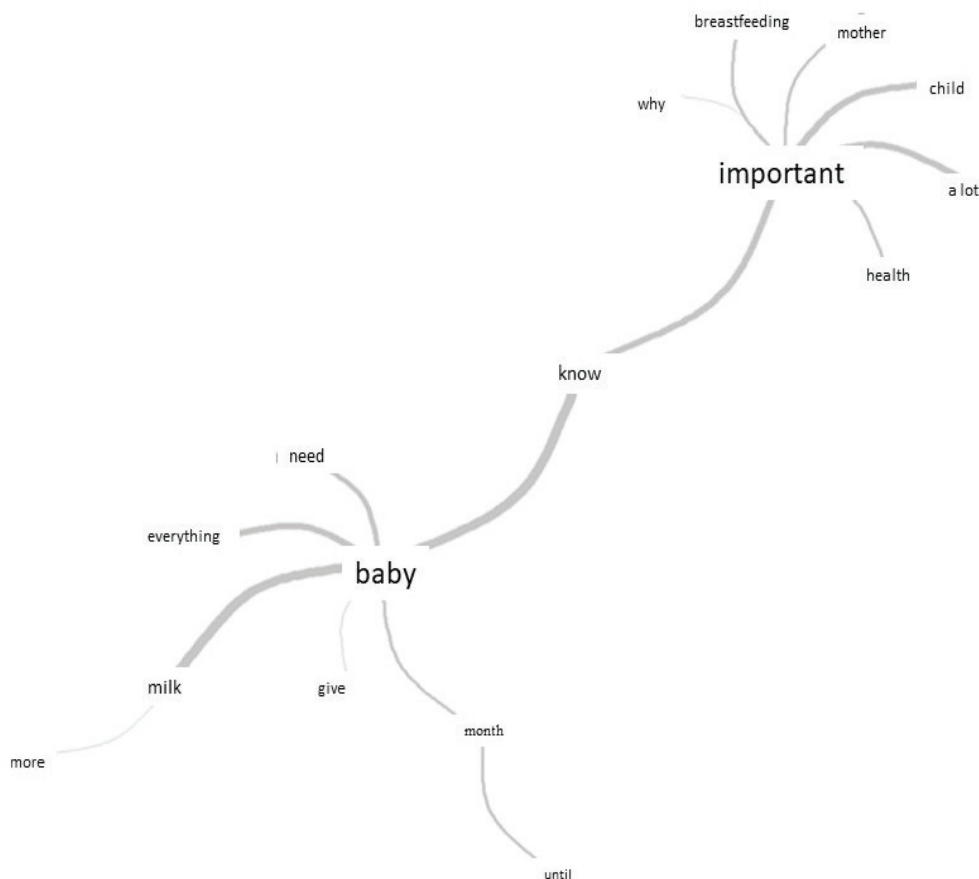 breastfeeding
mother
why
child
important
a lot
health
know
need
everything
baby
milk
give
month
more
until